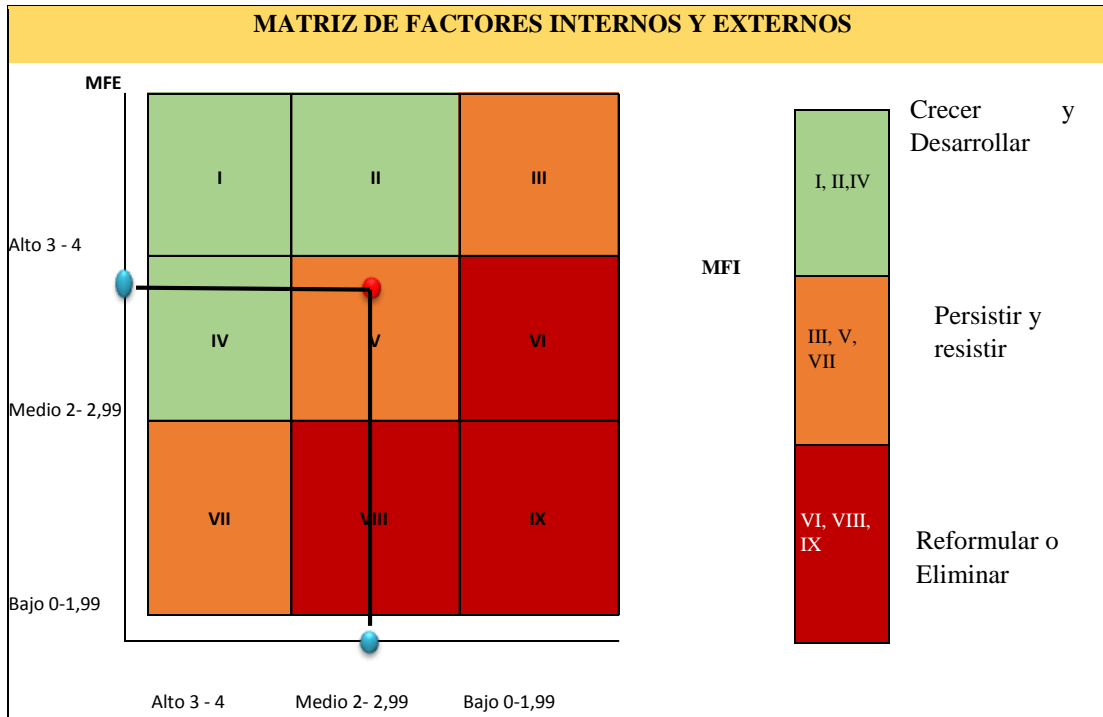 MATRIZ DE FACTORES INTERNOS Y EXTERNOS
MFE
I
II
III
Alto 3 - 4
IV
V
VI
Medio 2- 2,99
VII
VIII
IX
Bajo 0-1,99
Alto 3 - 4
Medio 2- 2,99
Bajo 0-1,99
MFI
I, II,IV
Crecer y
Desarrollar
III, V,
VII
Persistir y
resistir
VI, VIII,
IX
Reformular o
Eliminar